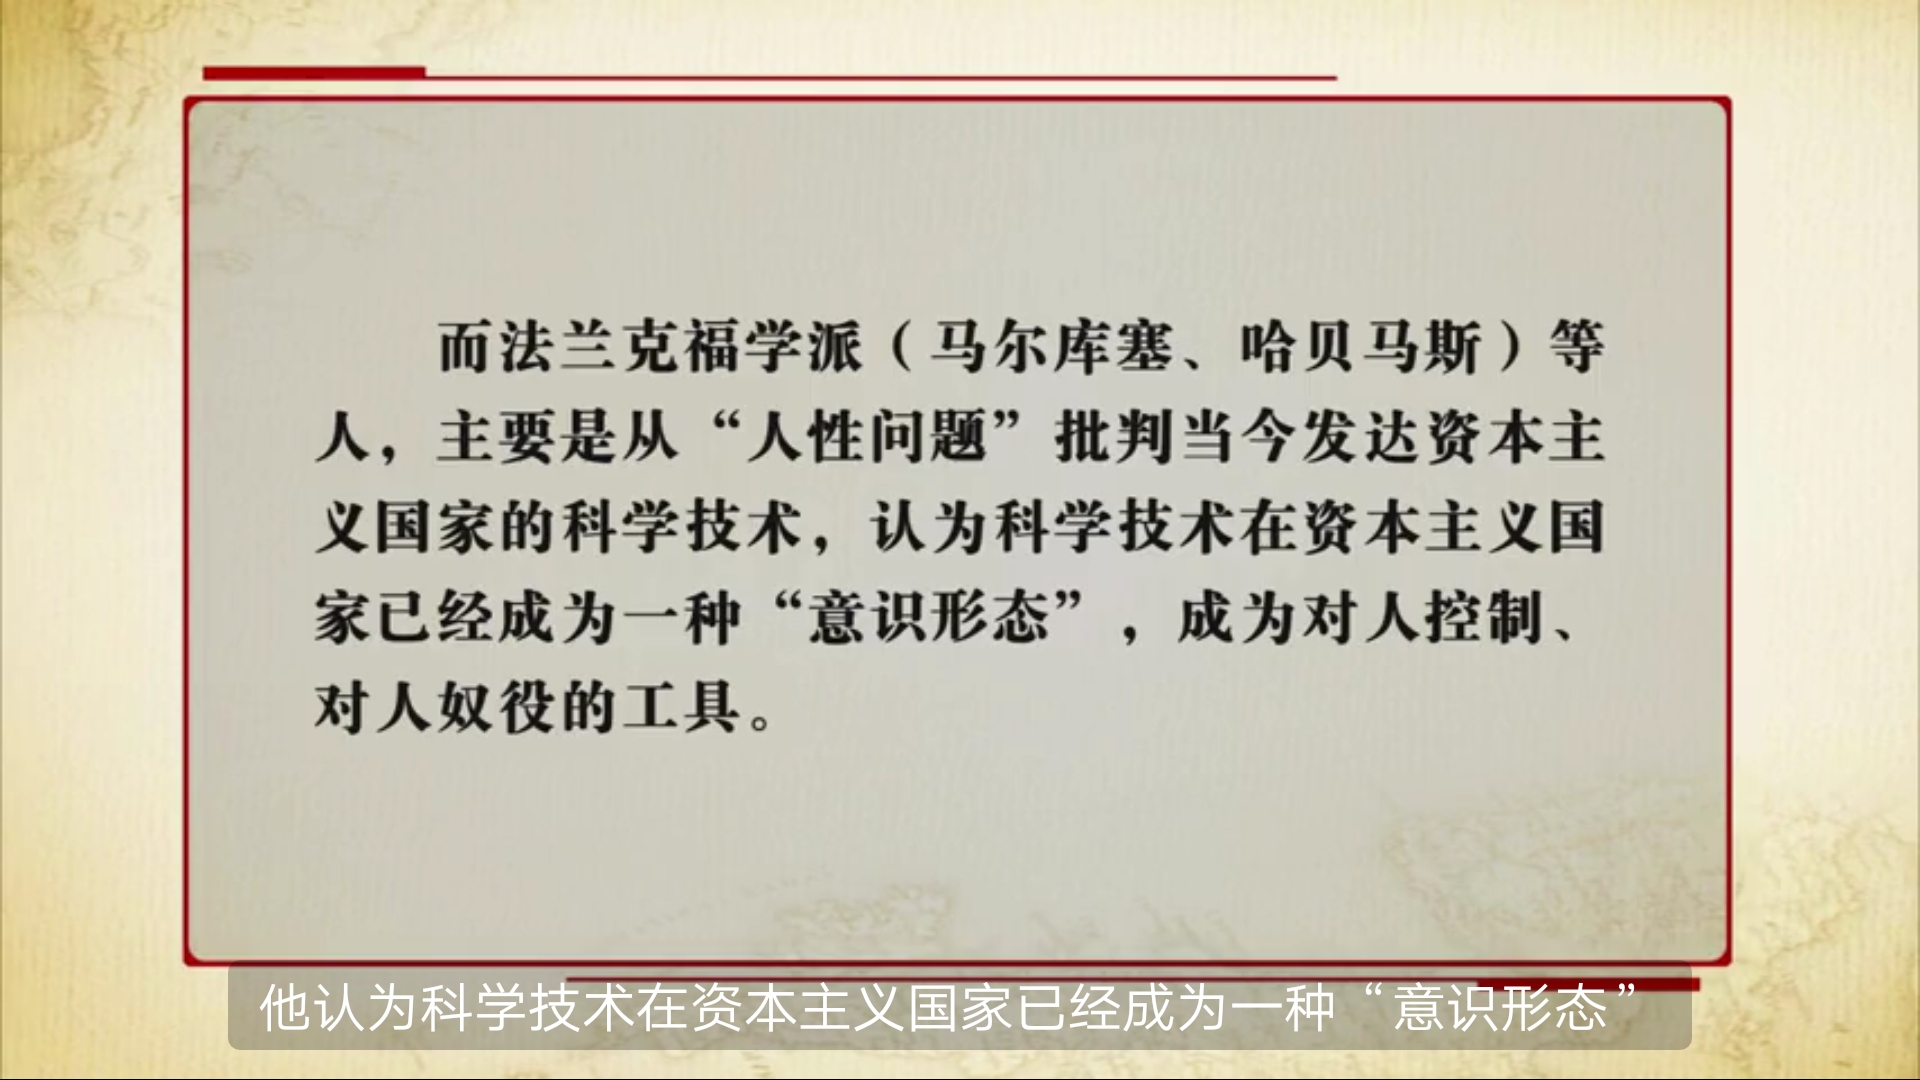 而法兰克福学派（马尔库塞、哈贝马斯）等
人，主要是从“人性问题”批判当今发达资本主
义国家的科学技术，认为科学技术在资本主义国
家已经成为一种“意识形态”，成为对人控制、
对人奴役的工具。
他认为科学技术在资本主义国家已经成为一种“意识形态”